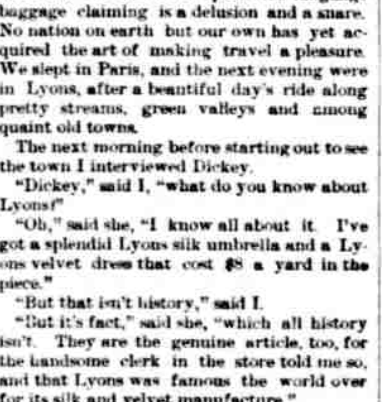 baggage claiming is a delusion and a snare.
No nation on earth but our own has yet ac-
quired the art of making travel a pleasure.
We slept in Paris, and the next evening were
in Lyons, after a beautiful day's ride along
pretty streams, green valleys and among
quaint old towns.
The next morning before starting out to see
the town I interviewed Dickey.
"Dickey," said I, "what do you know about
Lyons?"
"Oh," said she, "I know all about it. I've
got a splendid Lyons silk umbrella and a Ly-
ons velvet dress that cost $8 a yard in the
piece."
"But that isn't history," said I.
"But it's fact," said she, "which all history
isn't. They are the genuine article, too, for
the handsome clerk in the store told me so,
and that Lyons was famous the world over
for its silk and velvet manufacture."